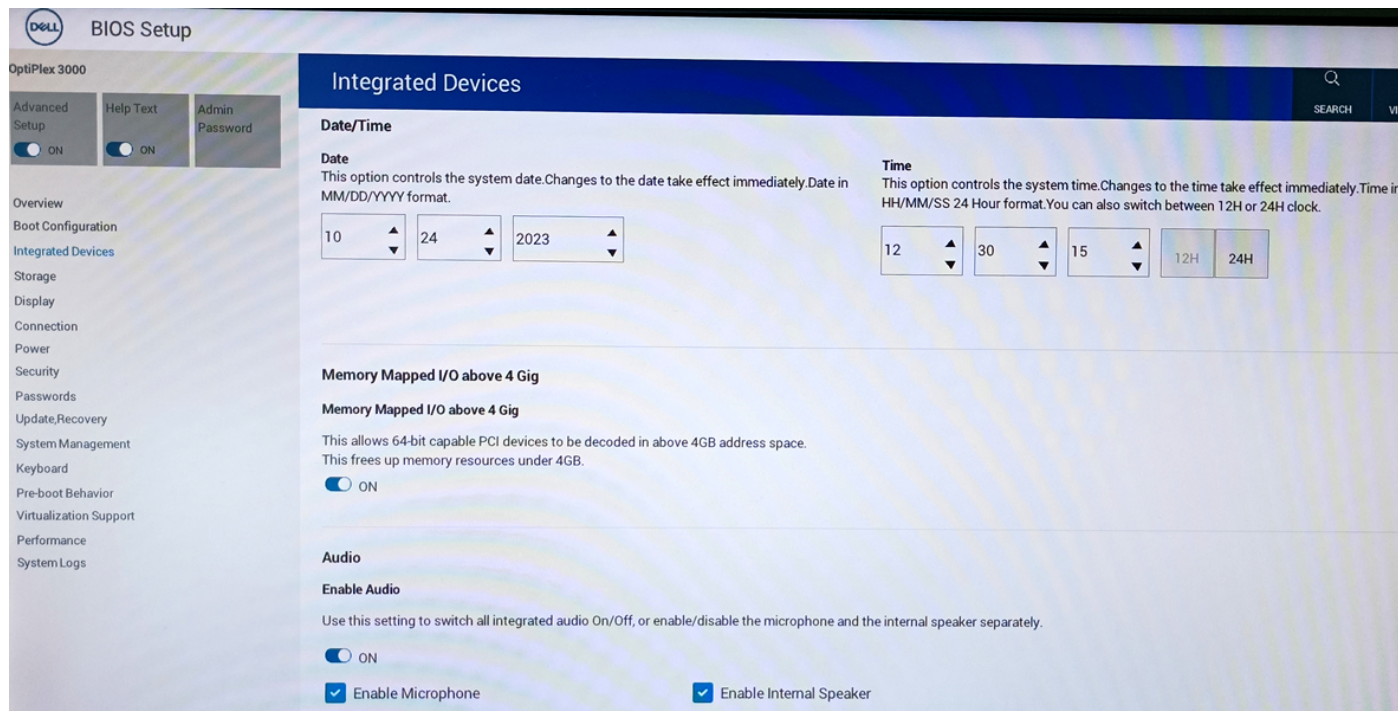 DELL
BIOS Setup
OptiPlex 3000
Advanced
Setup
ON
Help Text
ON
Admin
Password
Overview
Boot Configuration
Integrated Devices
Storage
Display
Connection
Power
Security
Passwords
Update,Recovery
System Management
Keyboard
Pre-boot Behavior
Virtualization Support
Performance
System Logs
Integrated Devices
SEARCH
Date/Time
Date
This option controls the system date.Changes to the date take effect immediately.Date in
MM/DD/YYYY format.
10
24
2023
Time
This option controls the system time.Changes to the time take effect immediately.Time in
HH/MM/SS 24 Hour format.You can also switch between 12H or 24H clock.
12
30
15
12H
24H
Memory Mapped I/O above 4 Gig
Memory Mapped I/O above 4 Gig
This allows 64-bit capable PCI devices to be decoded in above 4GB address space.
This frees up memory resources under 4GB.
ON
Audio
Enable Audio
Use this setting to switch all integrated audio On/Off, or enable/disable the microphone and the internal speaker separately.
ON
Enable Microphone
Enable Internal Speaker